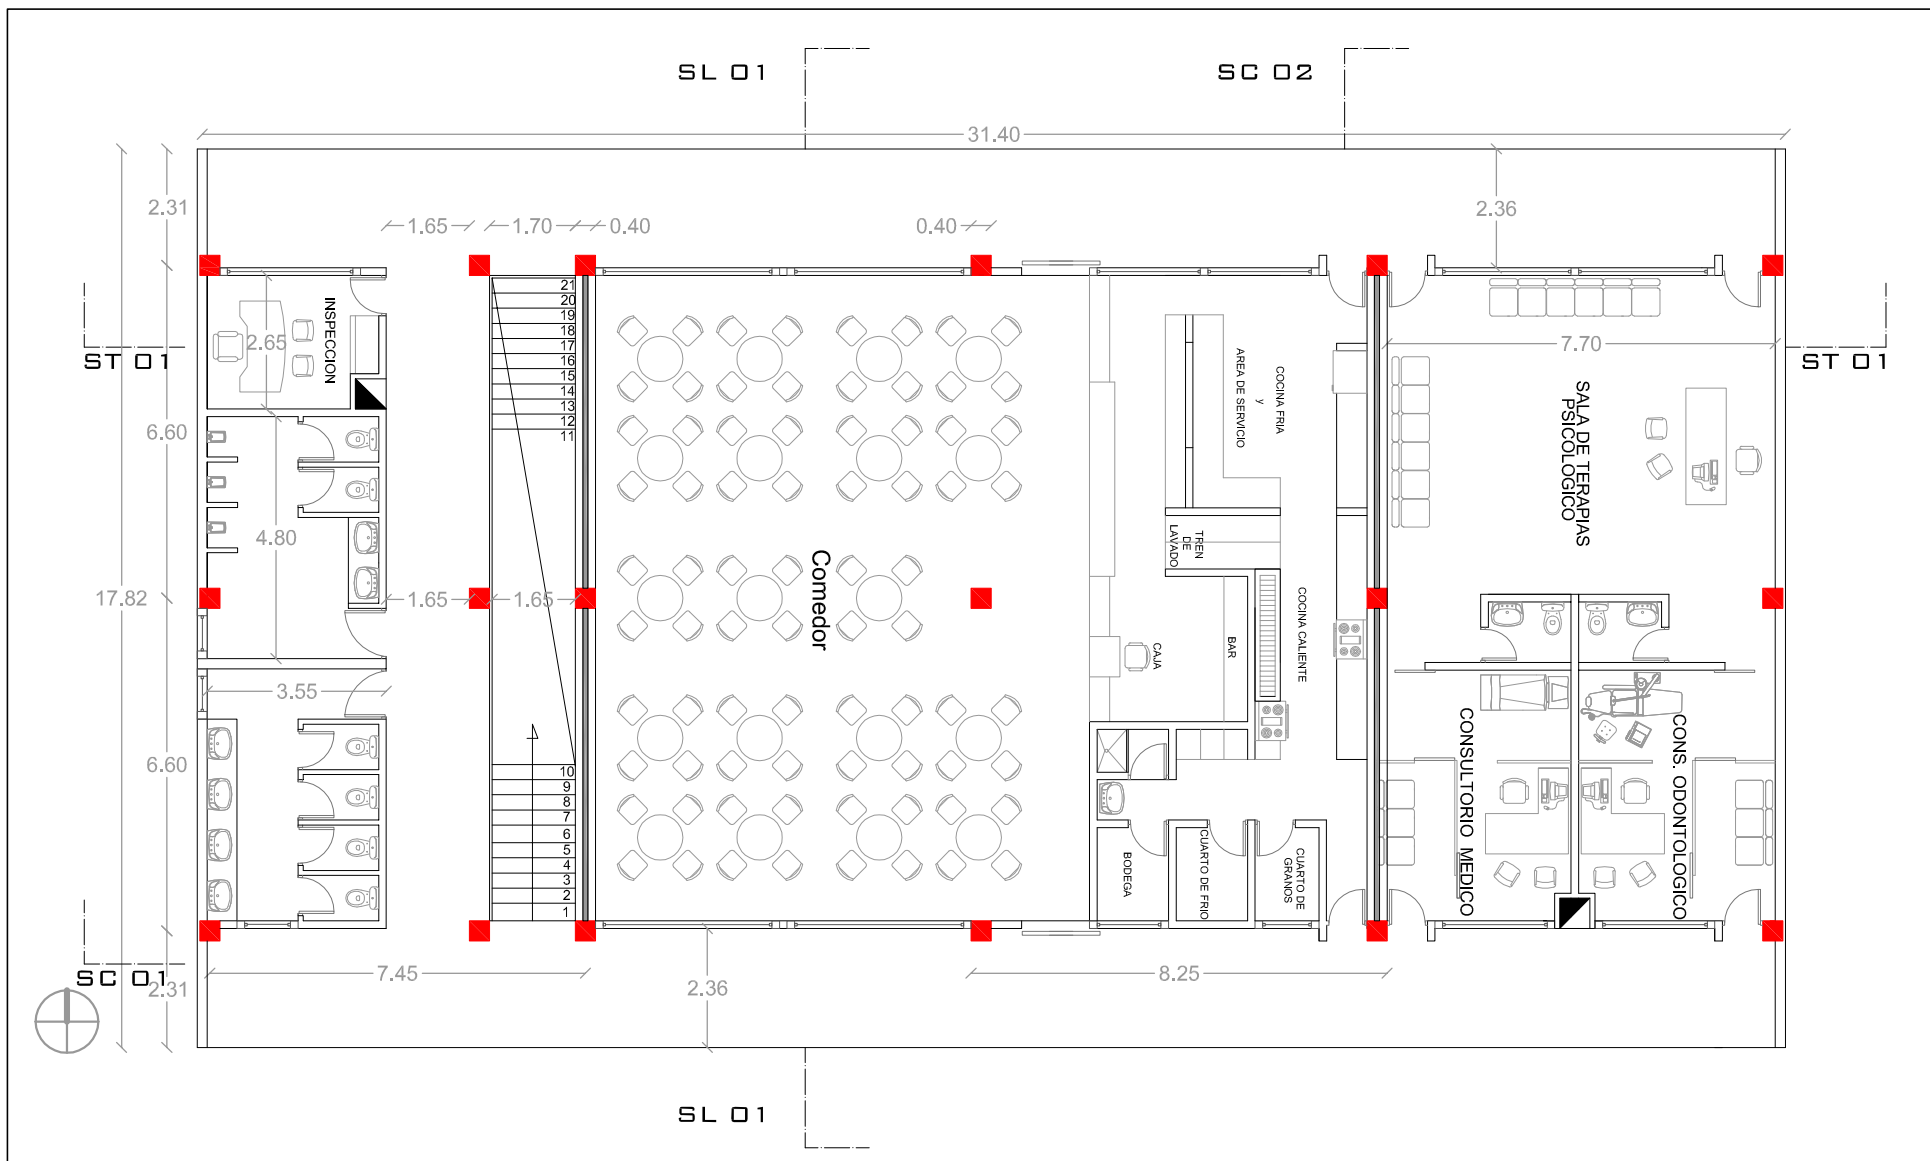 SL 01
SC 02
31.40
2.31
2.36
1.65
1.70
0.40
0.40
INSPECCION
2.65
ST 01
ST 01
7.70
21
20
19
18
17
16
15
14
13
12
11
AREA DE SERVICIO
y
COCINA FRIA
SALA DE TERAPIAS
PSICOLOGICO
6.60
4.80
TREN
DE
LAVADO
17.82
1.65
1.65
Comedor
COCINA CALIENTE
BAR
CAJA
3.55
6.60
CONSULTORIO MEDICO
CONS. ODONTOLOGICO
10
9
8
7
6
5
4
3
2
1
BODEGA
CUARTO DE FRIO
CUARTO DE
GRANOS
SC 01
2.31
7.45
2.36
8.25
SL 01